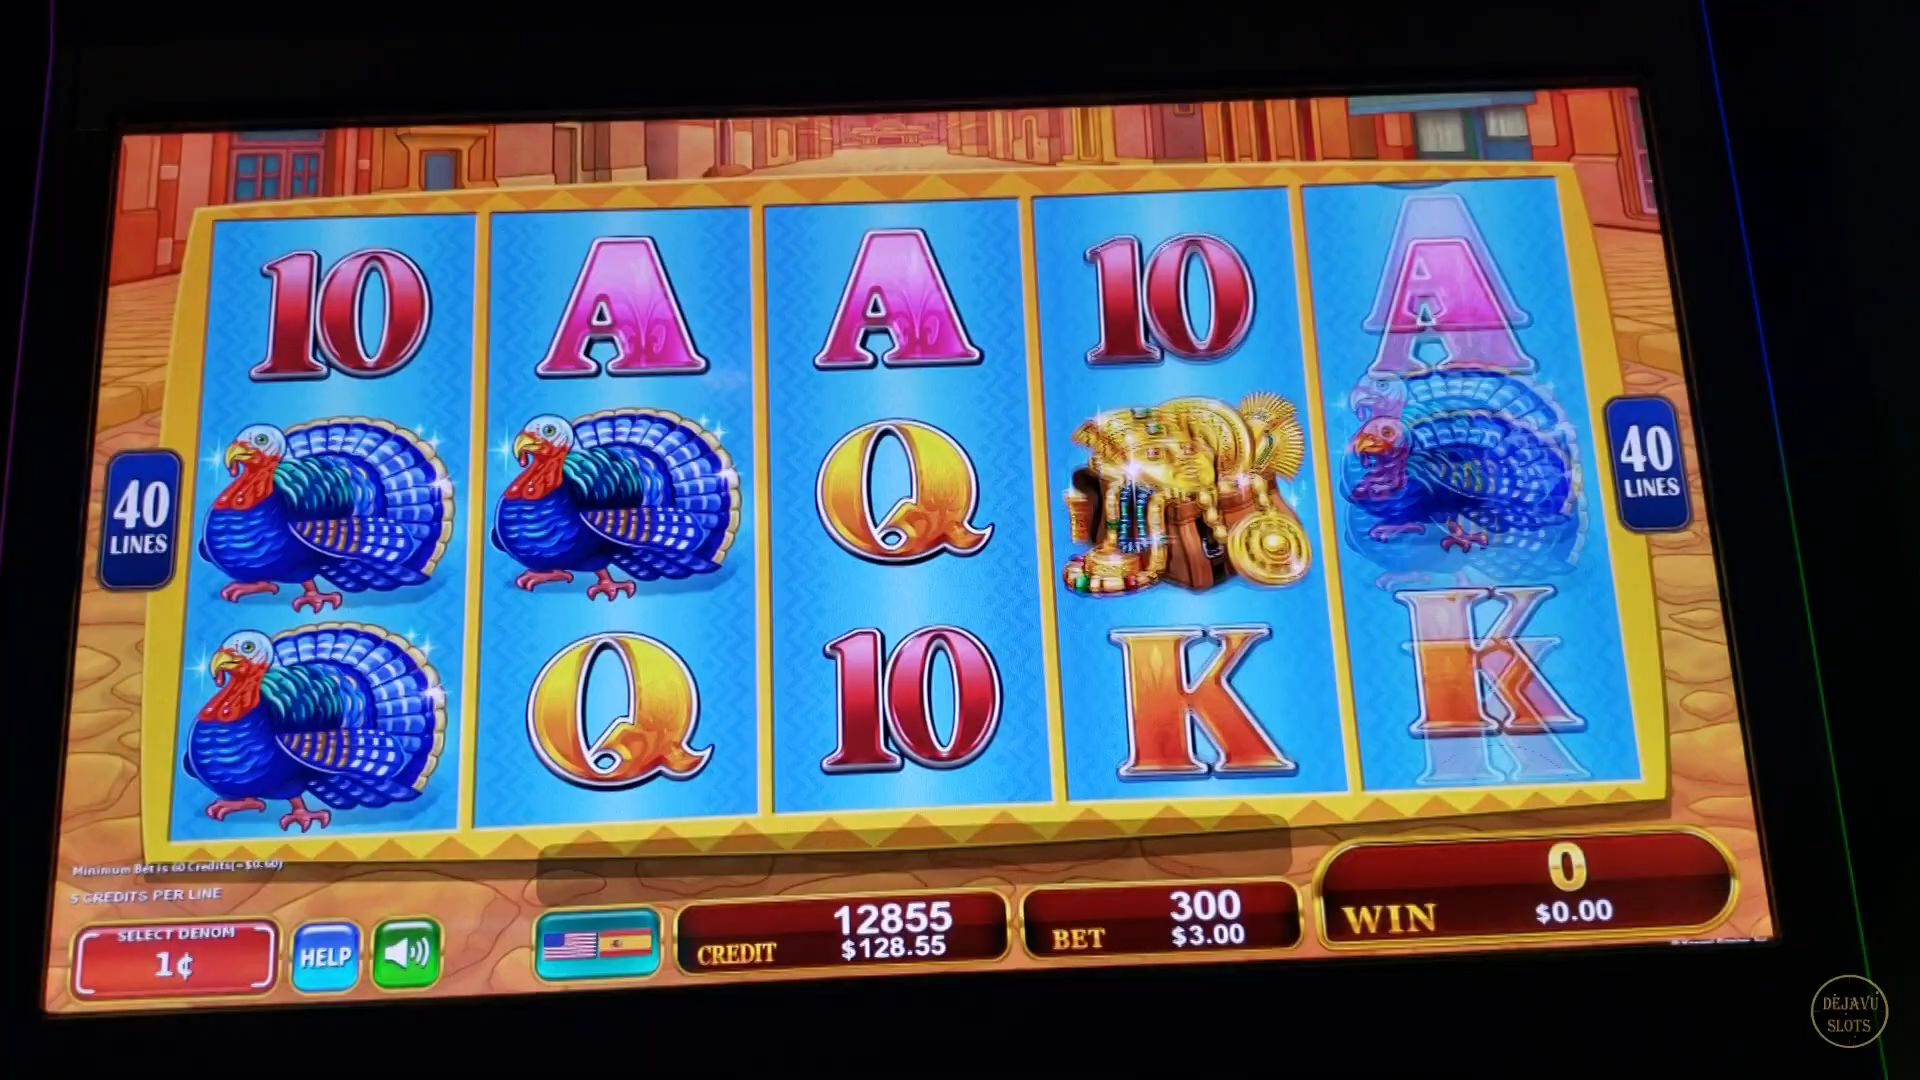 10 A A 10 A
Q
40
LINES
40
LINES
Q 10 K K
Minimum Bet is 60 Credits(= $0.60)
5 CREDITS PER LINE
SELECT DENOM
1¢
HELP
CREDIT
12855
$128.55
BET
300
$3.00
WIN
0
$0.00
DEJAVU
SLOTS